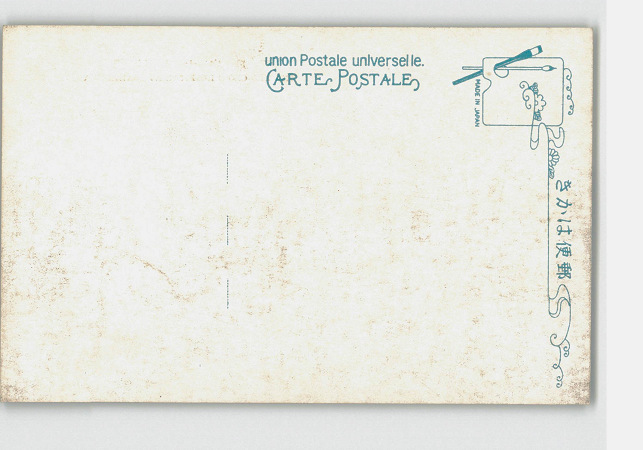 union Postale universelle.
CARTE POSTALE
MADE IN JAPAN
きかは便郵